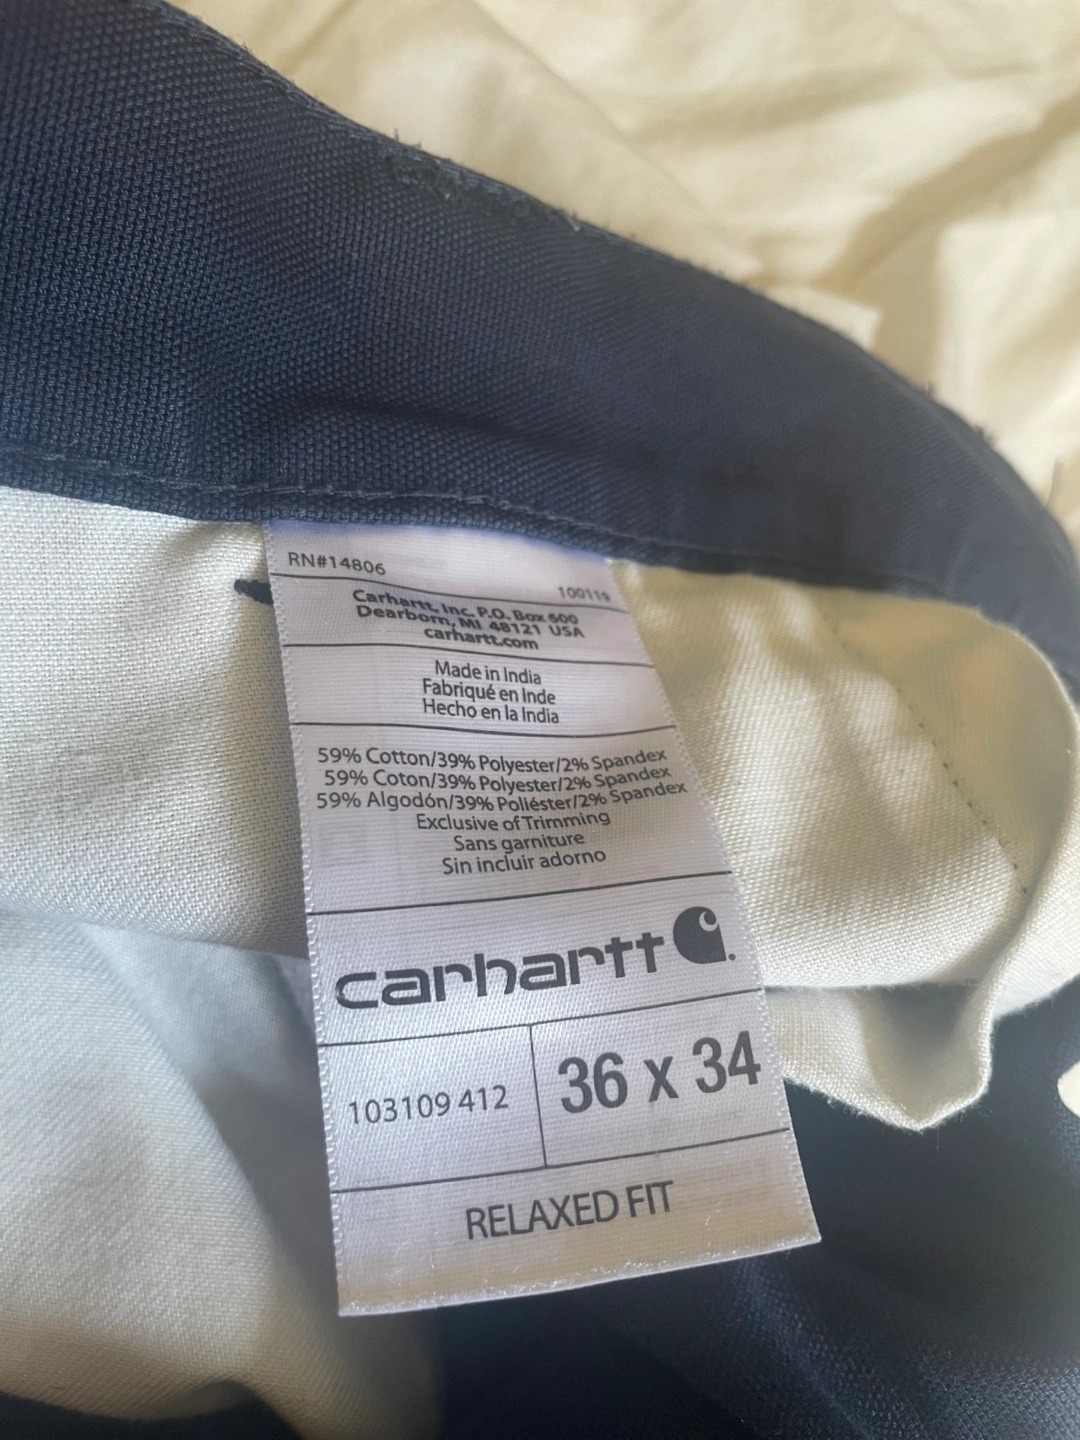 RN#14806
100119
Carhartt, Inc. P.O. Box 600
Dearborn, MI 48121 USA
carhartt.com
Made in India
Fabriqué en Inde
Hecho en la India
59% Cotton/39% Polyester/2% Spandex
59% Coton/39% Polyester/2% Spandex
59% Algodón/39% Poliéster/2% Spandex
Exclusive of Trimming
Sans garniture
Sin incluir adorno
carhartt
103109 412
36 x 34
RELAXED FIT